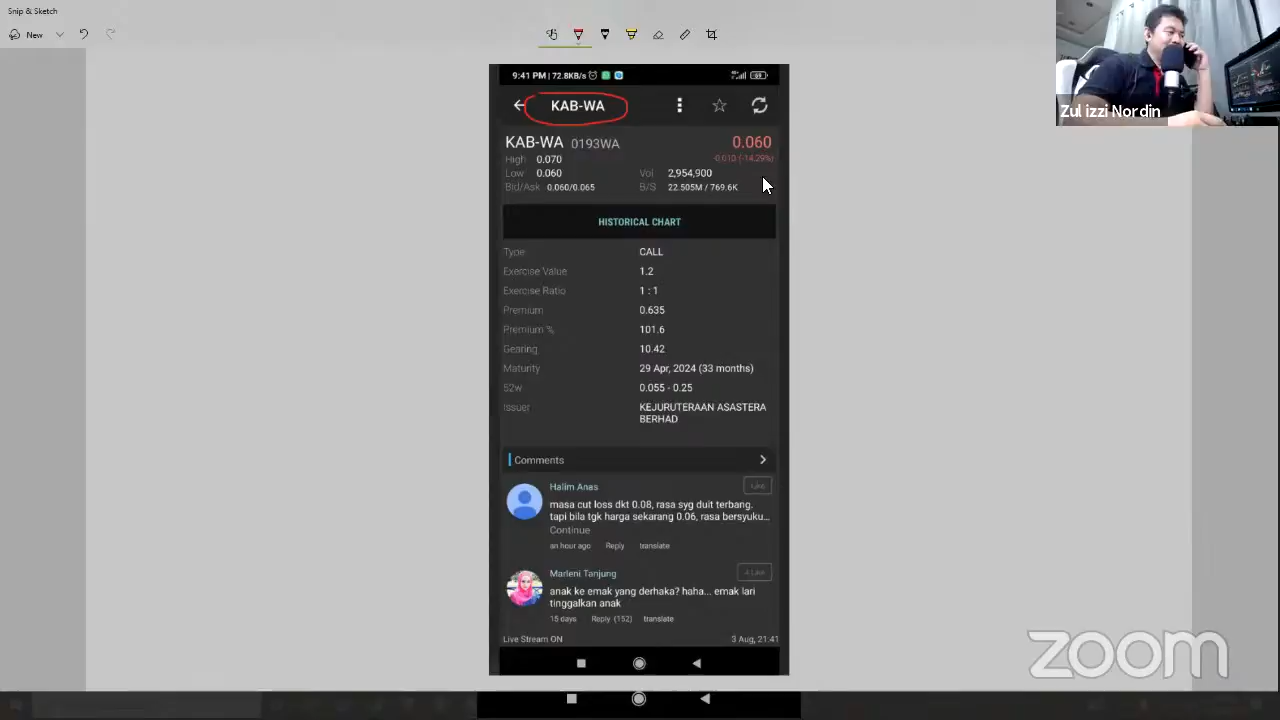 Snip & Sketch
New
Zul izzi Nordin
9:41 PM | 72.8KB/s
KAB-WA
KAB-WA 0193WA 0.060
High 0.070 -0.010 (-14.29%)
Low 0.060 Vol 2,954,900
Bid/Ask 0.060/0.065 B/S 22.505M / 769.6K
HISTORICAL CHART
Type CALL
Exercise Value 1.2
Exercise Ratio 1 : 1
Premium 0.635
Premium % 101.6
Gearing 10.42
Maturity 29 Apr, 2024 (33 months)
52w 0.055 - 0.25
Issuer KEJURUTERAAN ASASTERA
BERHAD
Comments
Halim Anas Like
masa cut loss dkt 0.08, rasa syg duit terbang.
tapi bila tgk harga sekarang 0.06, rasa bersyuku...
Continue
an hour ago Reply translate
Marleni Tanjung 4 Like
anak ke emak yang derhaka? haha... emak lari
tinggalkan anak
15 days Reply (152) translate
Live Stream ON 3 Aug, 21:41
zoom